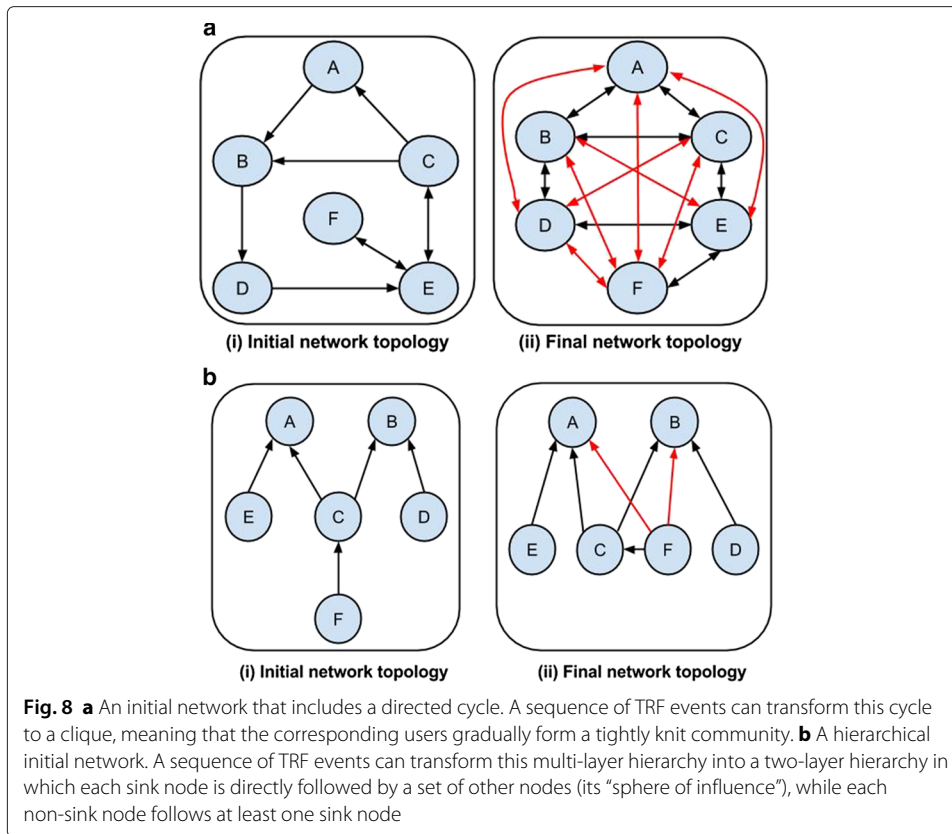 a
A
A
B
C
B
C
F
D
E
D
E
F
(i) Initial network topology
(ii) Final network topology
b
A
B
A
B
E
C
D
E
C
F
D
F
(i) Initial network topology
(ii) Final network topology
Fig. 8 a An initial network that includes a directed cycle. A sequence of TRF events can transform this cycle
to a clique, meaning that the corresponding users gradually form a tightly knit community. b A hierarchical
initial network. A sequence of TRF events can transform this multi-layer hierarchy into a two-layer hierarchy in
which each sink node is directly followed by a set of other nodes (its “sphere of influence”), while each
non-sink node follows at least one sink node